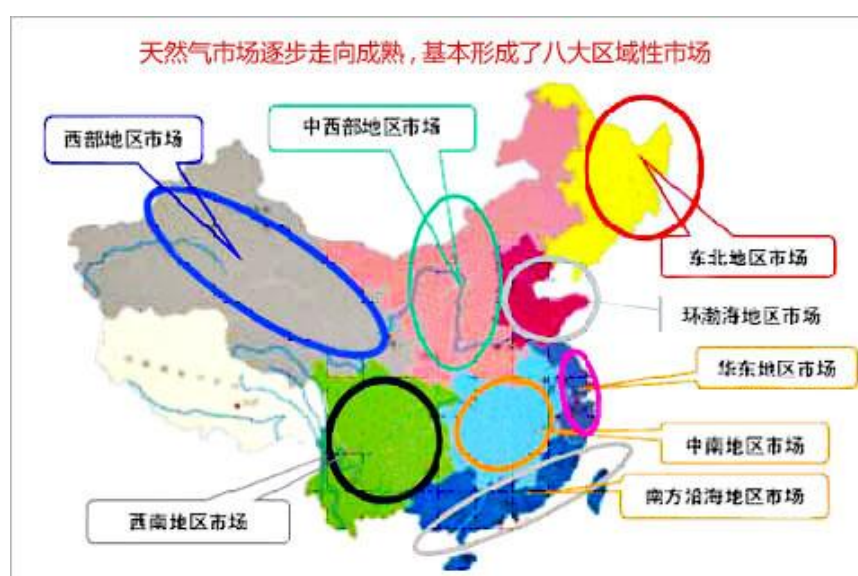 天然气市场逐步走向成熟,基本形成了八大区域性市场
西部地区市场
中西部地区市场
东北地区市场
环渤海地区市场
华东地区市场
中南地区市场
南方沿海地区市场
西南地区市场